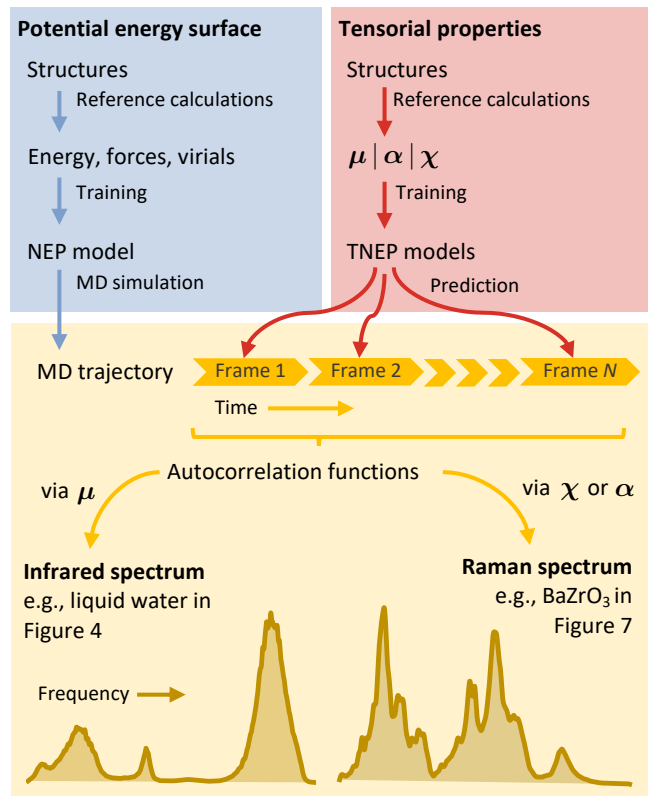 Potential energy surface
Structures
Reference calculations
Energy, forces, virials
Training
NEP model
MD simulation
Tensorial properties
Structures
Reference calculations
μ | α | χ
Training
TNEP models
Prediction
MD trajectory
Frame 1
Frame 2
Frame N
Time
Autocorrelation functions
via μ
via χ or α
Infrared spectrum
e.g., liquid water in
Figure 4
Raman spectrum
e.g., BaZrO₃ in
Figure 7
Frequency